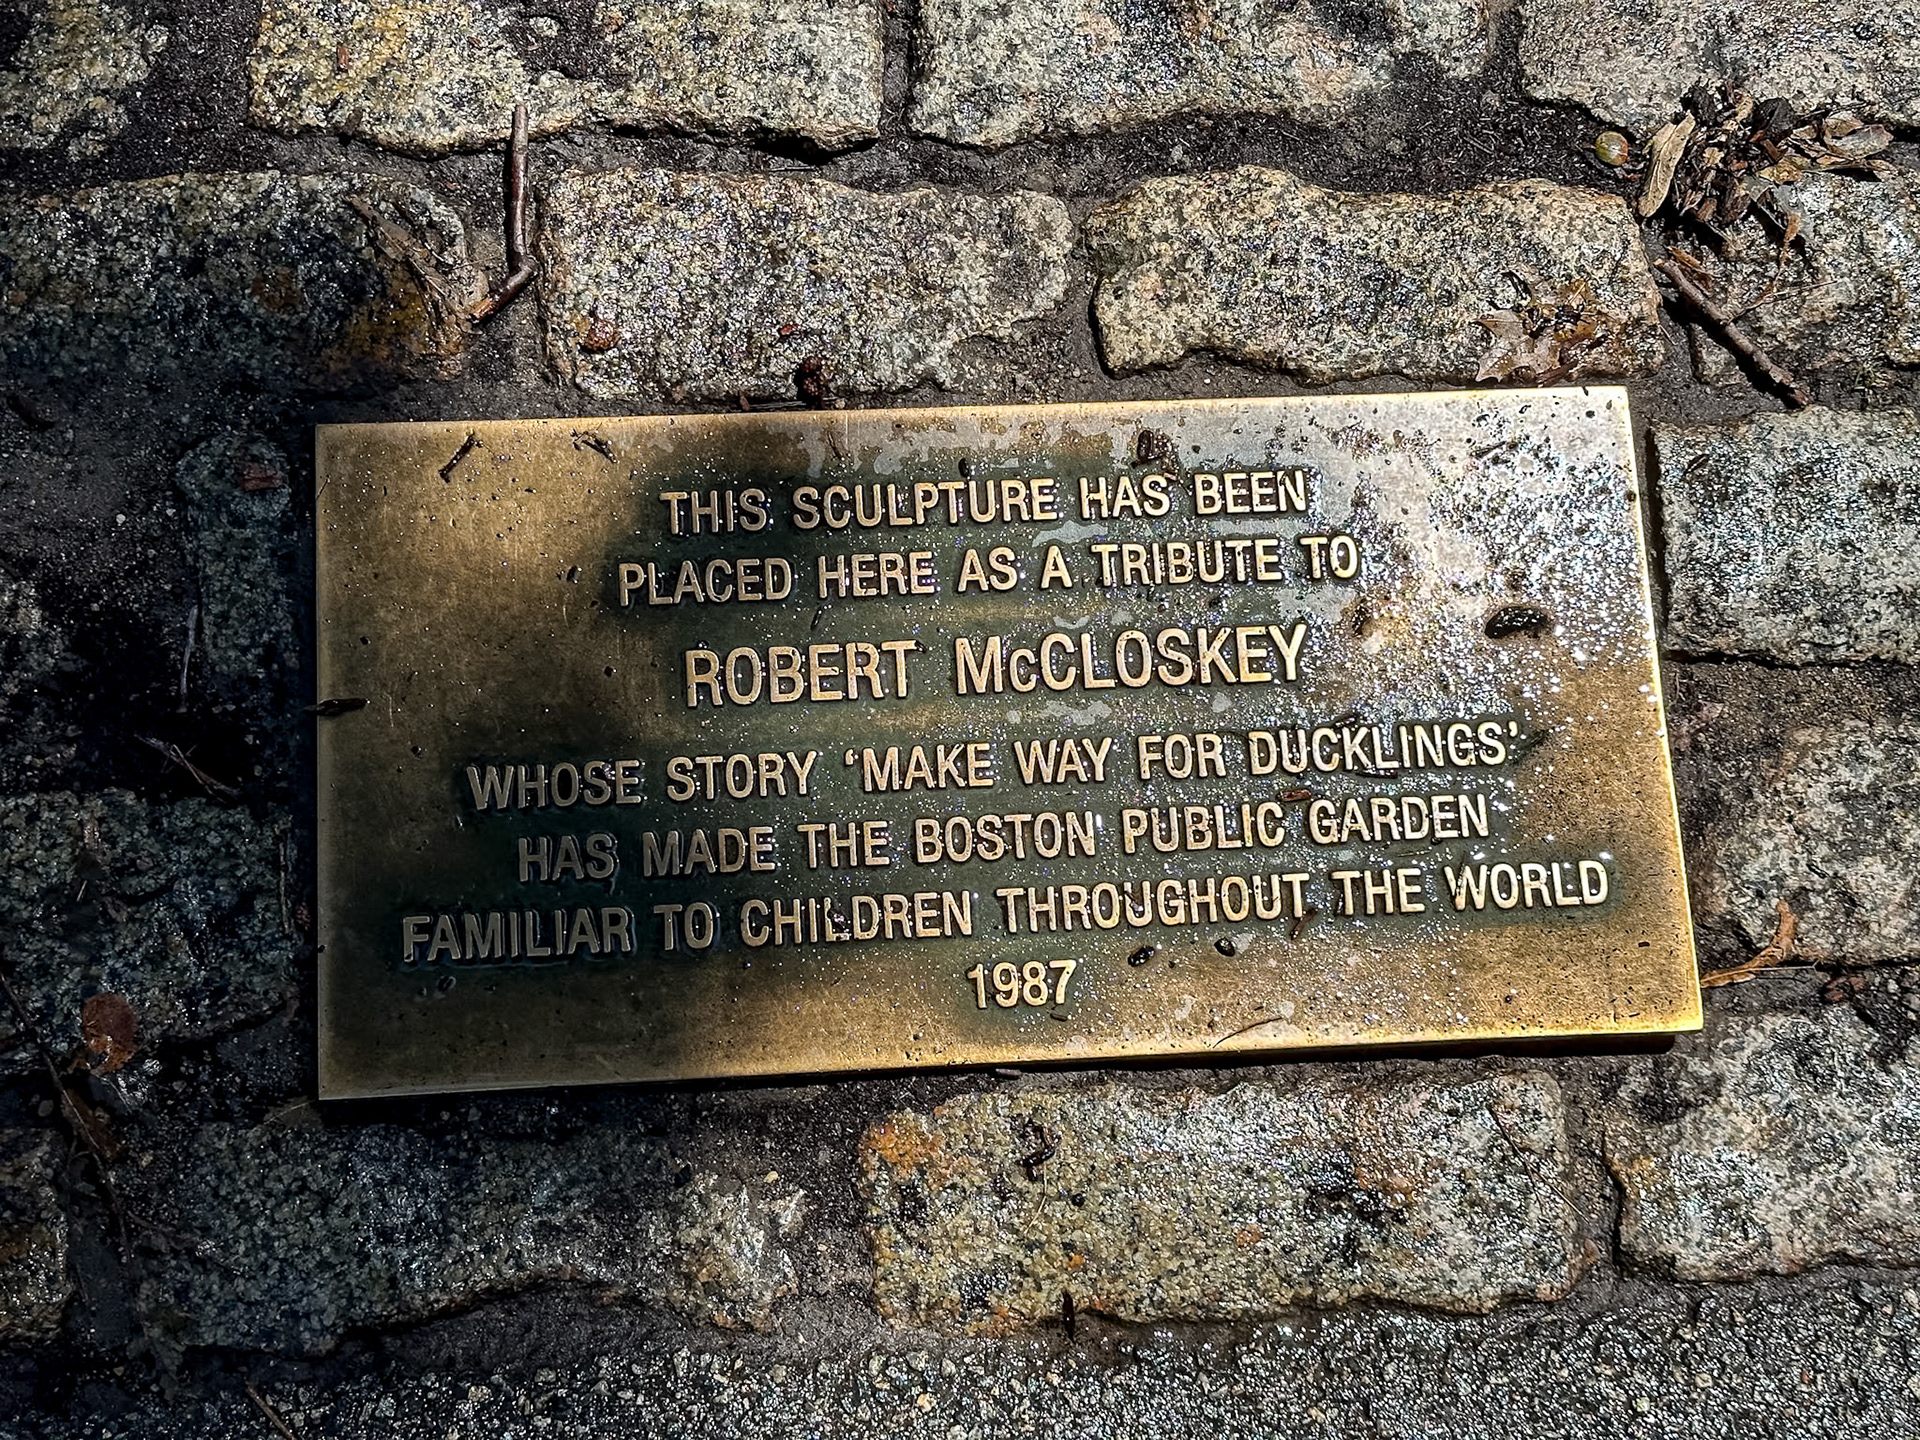 THIS SCULPTURE HAS BEEN
PLACED HERE AS A TRIBUTE TO
ROBERT McCLOSKEY
WHOSE STORY ‘MAKE WAY FOR DUCKLINGS’
HAS MADE THE BOSTON PUBLIC GARDEN
FAMILIAR TO CHILDREN THROUGHOUT THE WORLD
1987